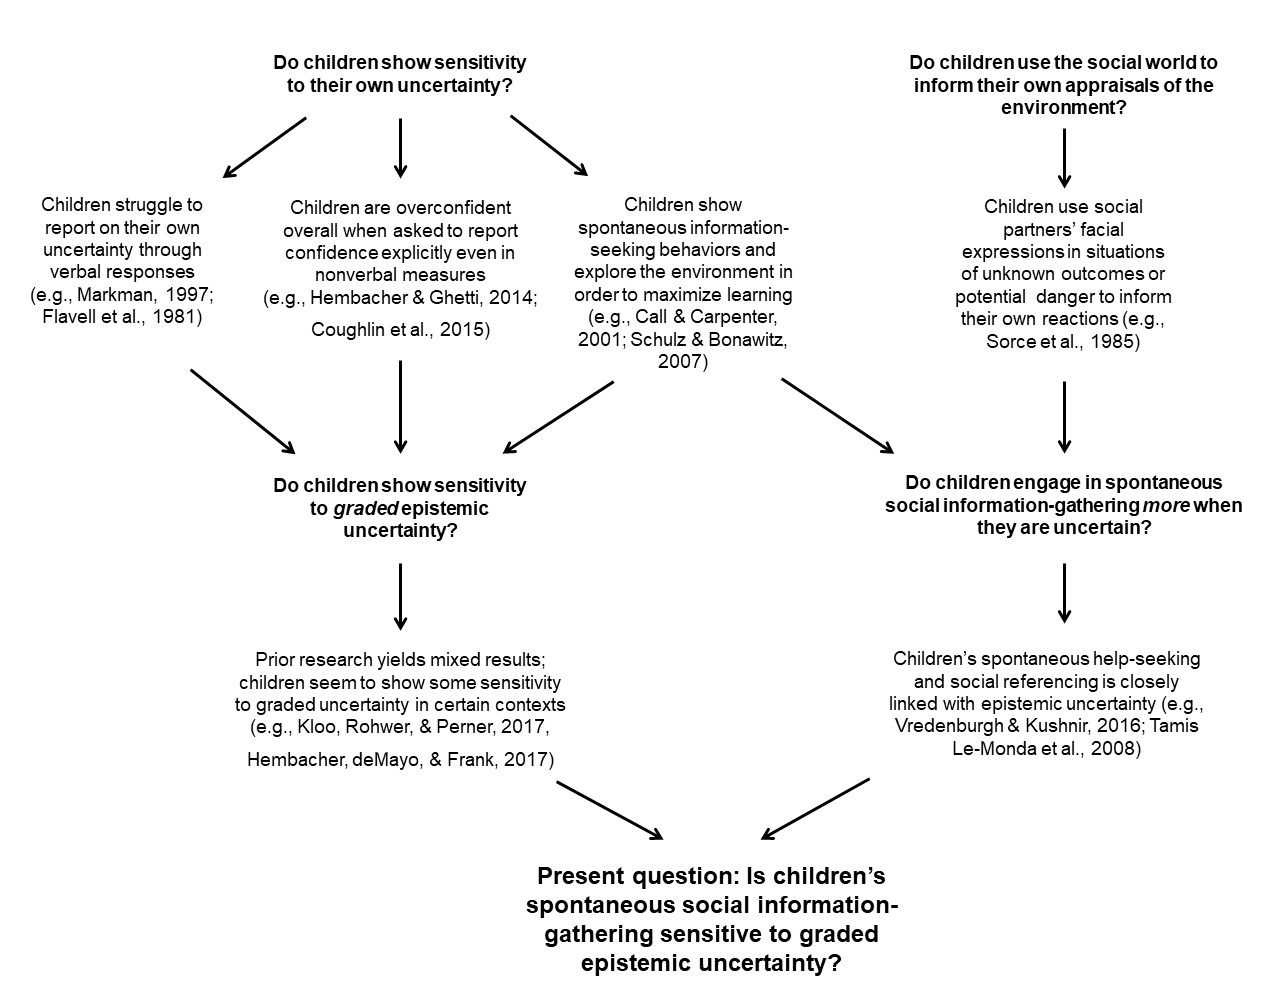 Do children show sensitivity
to their own uncertainty?
Do children use the social world to
inform their own appraisals of the
environment?
Children struggle to
report on their own
uncertainty through
verbal responses
(e.g., Markman, 1997;
Flavell et al., 1981)
Children are overconfident
overall when asked to report
confidence explicitly even in
nonverbal measures
(e.g., Hembacher & Ghetti, 2014;
Coughlin et al., 2015)
Children show
spontaneous information-
seeking behaviors and
explore the environment in
order to maximize learning
(e.g., Call & Carpenter,
2001; Schulz & Bonawitz,
2007)
Children use social
partners’ facial
expressions in situations
of unknown outcomes or
potential danger to inform
their own reactions (e.g.,
Sorce et al., 1985)
Do children show sensitivity
to graded epistemic
uncertainty?
Do children engage in spontaneous
social information-gathering more when
they are uncertain?
Prior research yields mixed results;
children seem to show some sensitivity
to graded uncertainty in certain contexts
(e.g., Kloo, Rohwer, & Perner, 2017,
Hembacher, deMayo, & Frank, 2017)
Children’s spontaneous help-seeking
and social referencing is closely
linked with epistemic uncertainty (e.g.,
Vredenburgh & Kushnir, 2016; Tamis
Le-Monda et al., 2008)
Present question: Is children’s
spontaneous social information-
gathering sensitive to graded
epistemic uncertainty?